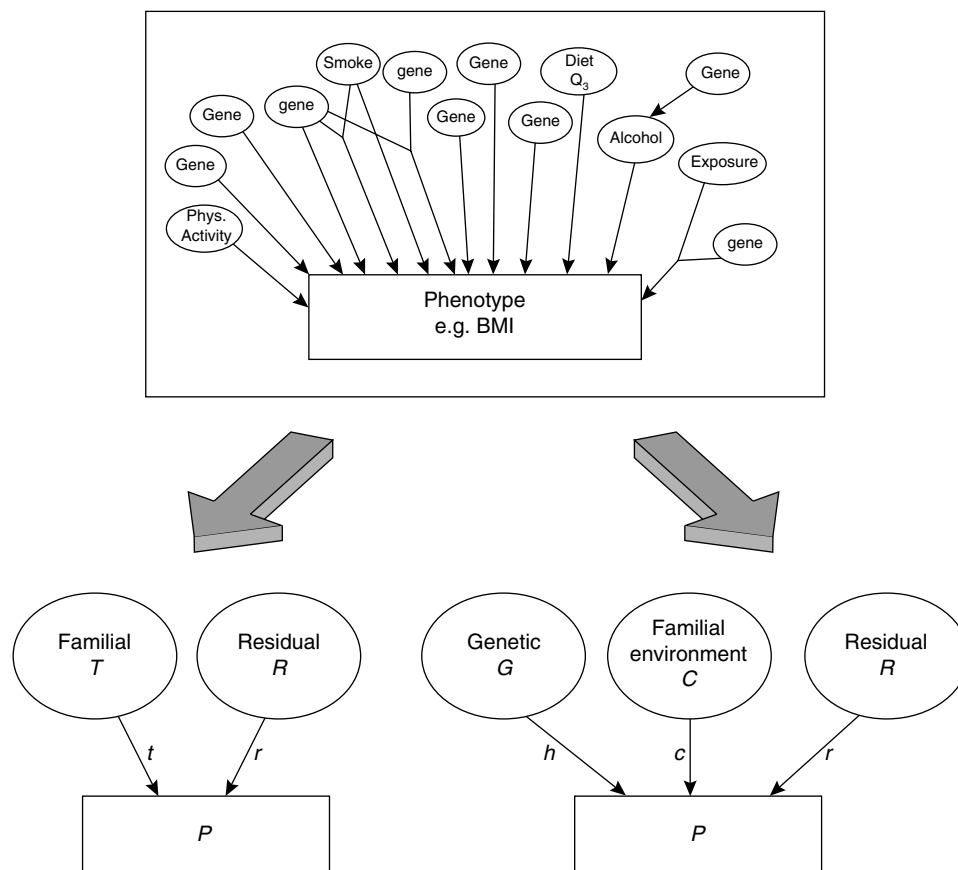 Smoke
gene
Gene
Diet
Q3
Gene
gene
Gene
Gene
Gene
Alcohol
Gene
Exposure
Phys.
Activity
gene
Phenotype
e.g. BMI
Familial
T
Residual
R
Genetic
G
Familial
environment
C
Residual
R
t
r
h
c
r
P
P